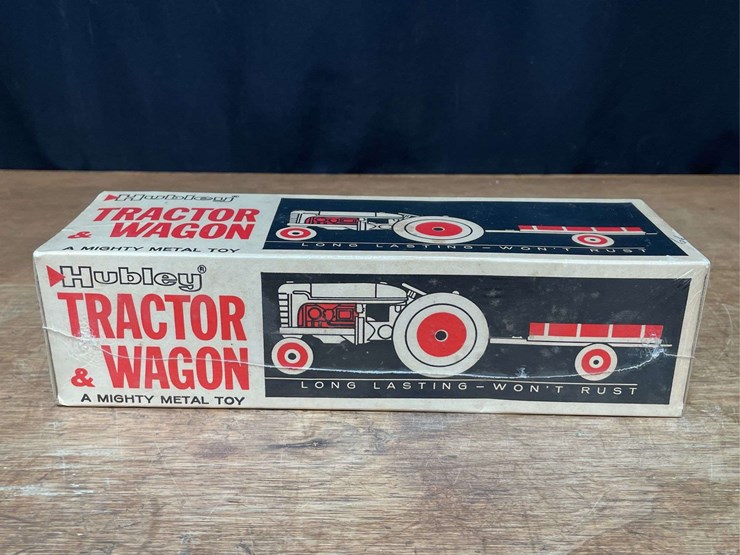 Hubley
TRACTOR
& WAGON
A MIGHTY METAL TOY
LONG LASTING—WON'T RUST
Hubley®
TRACTOR
& WAGON
A MIGHTY METAL TOY
LONG LASTING—WON'T RUST